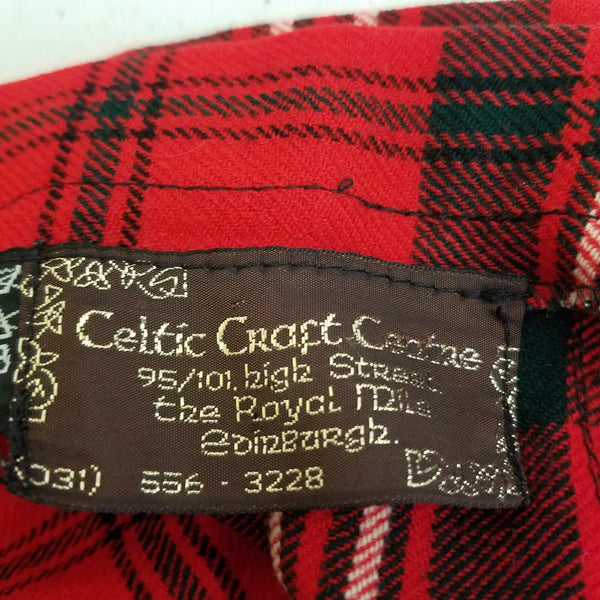 Celtic Craft Centre
95/101. high Street
the Royal Mile
Edinburgh.
(031) 556 - 3228